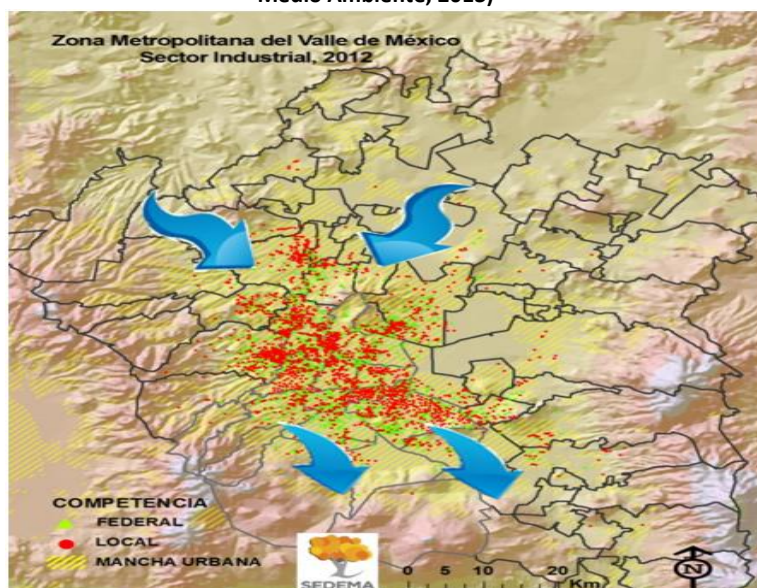 Medio Ambiente, 2013)
Zona Metropolitana del Valle de México
Sector Industrial, 2012
COMPETENCIA
FEDERAL
LOCAL
MANCHA URBANA
SEDEMA
0 5 10 20
Km
N